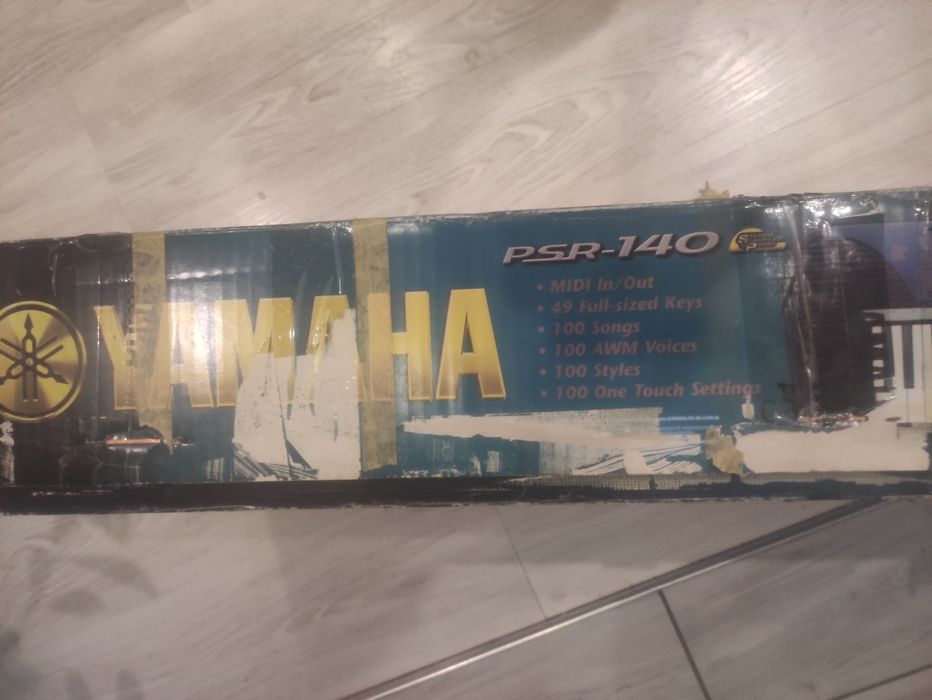 YAMAHA
PSR-140
• MIDI In/Out
• 49 Full-sized Keys
• 100 Songs
• 100 AWM Voices
• 100 Styles
• 100 One Touch Settings